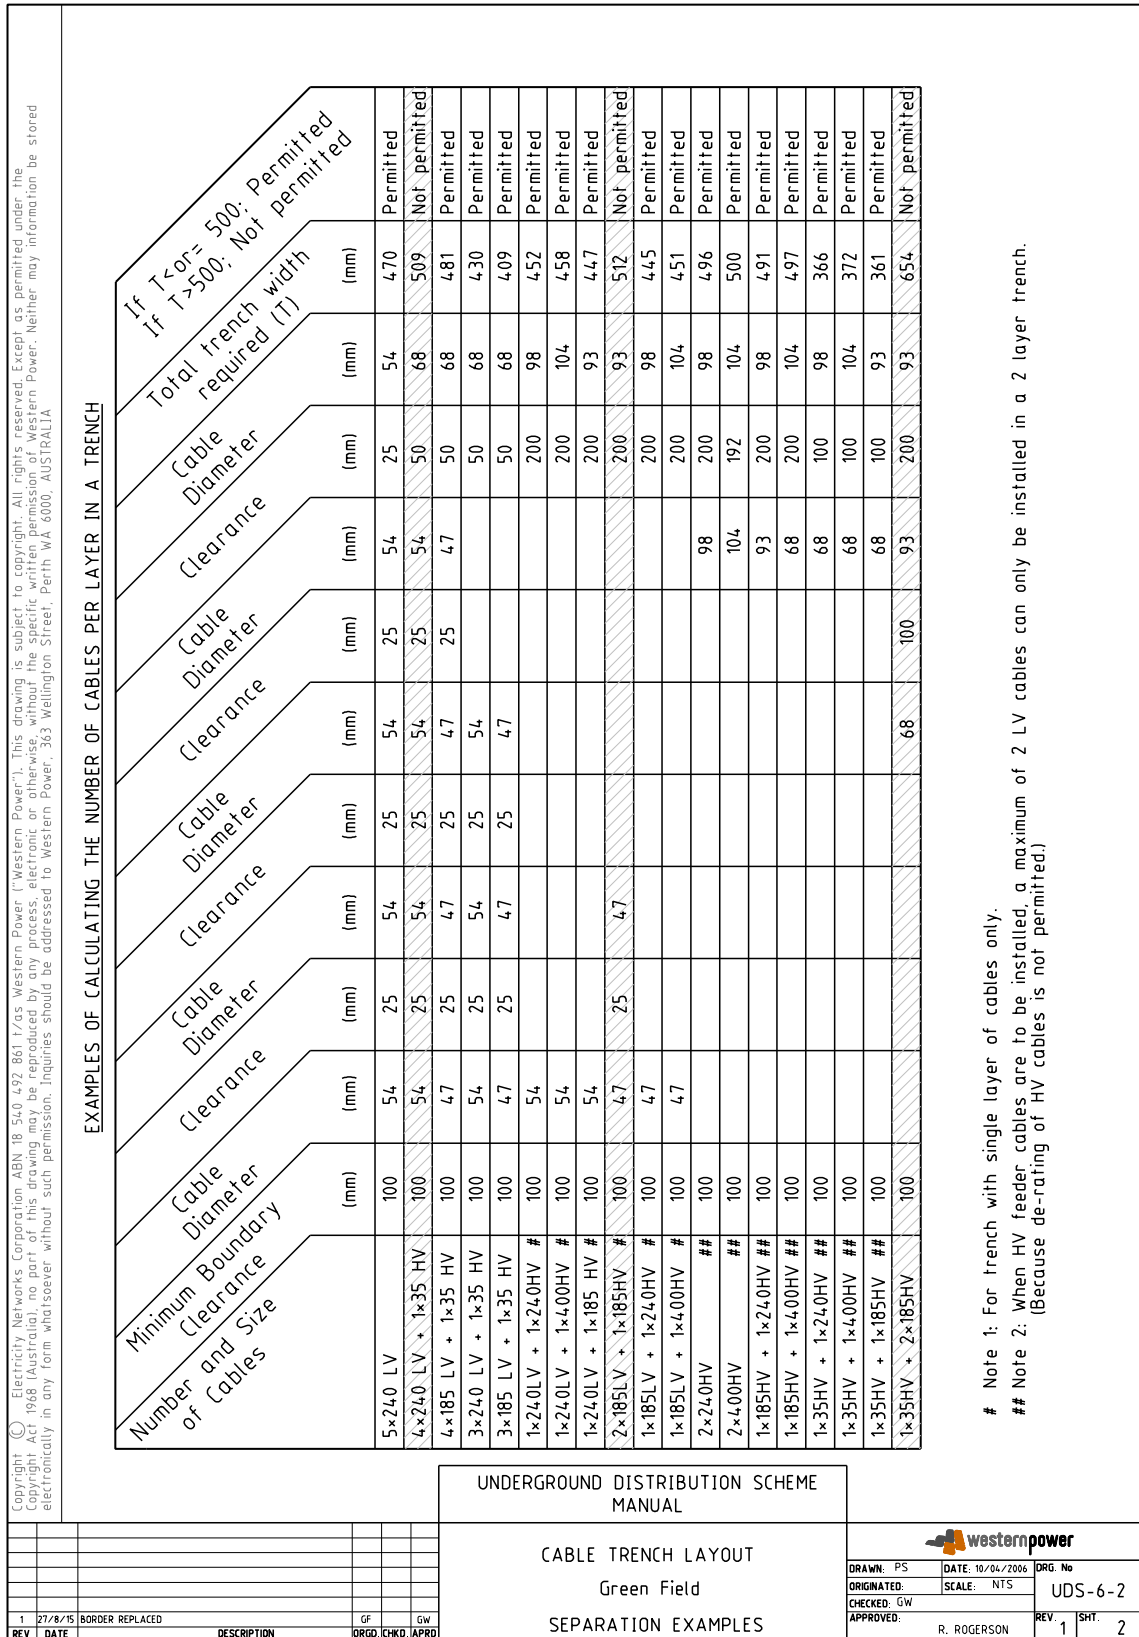 Copyright © Electricity Networks Corporation ABN 18 540 492 861 t/as Western Power ("Western Power"). This drawing is subject to copyright. All rights reserved. Except as permitted under the
Copyright Act 1968 (Australia), no part of this drawing may be reproduced by any process, electronic or otherwise, without the specific written permission of Western Power. Neither may information be stored
electronically in any form whatsoever without such permission. Inquiries should be addressed to Western Power, 363 Wellington Street, Perth WA 6000, AUSTRALIA
EXAMPLES OF CALCULATING THE NUMBER OF CABLES PER LAYER IN A TRENCH
Number and Size
of Cables
Minimum Boundary
Clearance
Cable
Diameter
Clearance
Cable
Diameter
Clearance
Cable
Diameter
Clearance
Cable
Diameter
Clearance
Cable
Diameter
Total trench width
required (T)
If T<or= 500; Permitted
If T>500; Not permitted
(mm) (mm) (mm) (mm) (mm) (mm) (mm) (mm) (mm) (mm) (mm)
5×240 LV 100 54 25 54 25 54 25 54 25 54 470 Permitted
4×240 LV + 1×35 HV 100 54 25 54 25 54 25 54 50 68 509 Not permitted
4×185 LV + 1×35 HV 100 47 25 47 25 47 25 47 50 68 481 Permitted
3×240 LV + 1×35 HV 100 54 25 54 25 54 50 68 430 Permitted
3×185 LV + 1×35 HV 100 47 25 47 25 47 50 68 409 Permitted
1×240LV + 1×240HV # 100 54 200 98 452 Permitted
1×240LV + 1×400HV # 100 54 200 104 458 Permitted
1×240LV + 1×185 HV # 100 54 200 93 447 Permitted
2×185LV + 1×185HV # 100 47 25 47 200 93 512 Not permitted
1×185LV + 1×240HV # 100 47 200 98 445 Permitted
1×185LV + 1×400HV # 100 47 200 104 451 Permitted
2×240HV ## 100 98 200 98 496 Permitted
2×400HV ## 100 104 192 104 500 Permitted
1×185HV + 1×240HV ## 100 93 200 98 491 Permitted
1×185HV + 1×400HV ## 100 68 200 104 497 Permitted
1×35HV + 1×240HV ## 100 68 100 98 366 Permitted
1×35HV + 1×400HV ## 100 68 100 104 372 Permitted
1×35HV + 1×185HV ## 100 68 100 93 361 Permitted
1×35HV + 2×185HV 100 68 100 93 200 93 654 Not permitted
# Note 1: For trench with single layer of cables only.
## Note 2: When HV feeder cables are to be installed, a maximum of 2 LV cables can only be installed in a 2 layer trench.
(Because de-rating of HV cables is not permitted.)
UNDERGROUND DISTRIBUTION SCHEME
MANUAL
CABLE TRENCH LAYOUT
Green Field
SEPARATION EXAMPLES
1 27/8/15 BORDER REPLACED GF GW
REV DATE DESCRIPTION ORGD. CHKD. APRD
westernpower
DRAWN: PS DATE: 10/04/2006 DRG. No
ORIGINATED: SCALE: NTS UDS-6-2
CHECKED: GW
APPROVED: R. ROGERSON REV. 1 SHT. 2